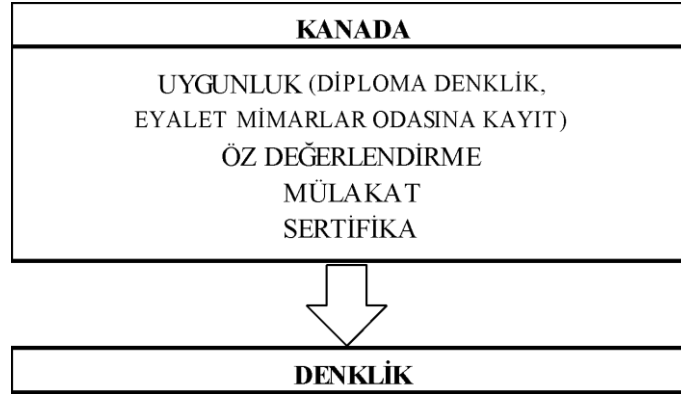 KANADA
UYGUNLUK (DİPLOMA DENKLİK,
EYALET MİMARLAR ODASINA KAYIT)
ÖZ DEĞERLENDİRME
MÜLAKAT
SERTİFİKA
DENKLİK